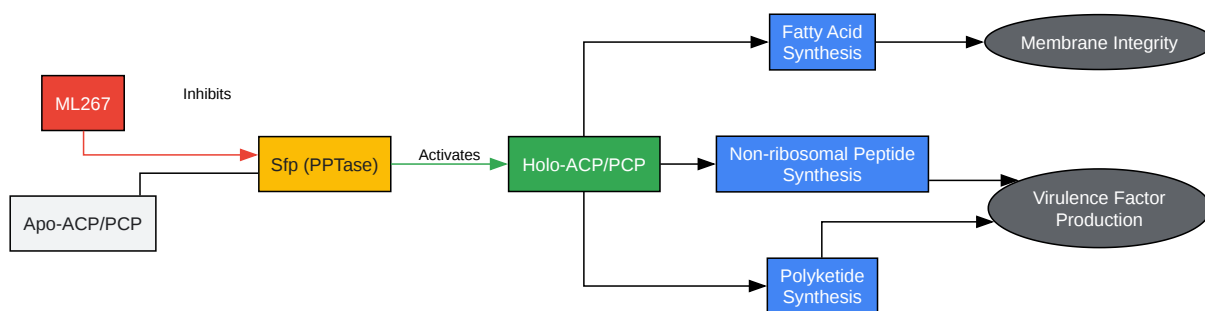 Fatty Acid
Synthesis
Membrane Integrity
ML267
Inhibits
Sfp (PPTase)
Activates
Holo-ACP/PCP
Non-ribosomal Peptide
Synthesis
Apo-ACP/PCP
Virulence Factor
Production
Polyketide
Synthesis